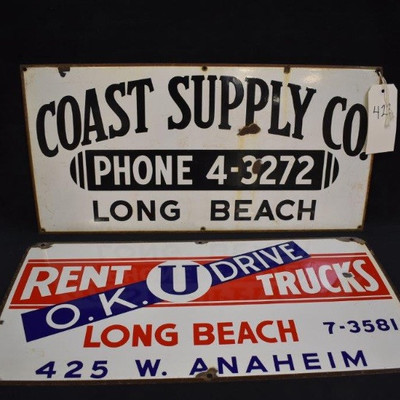 COAST SUPPLY CO.
PHONE 4-3272
LONG BEACH
RENT O.K. U DRIVE TRUCKS
LONG BEACH 7-3581
425 W. ANAHEIM